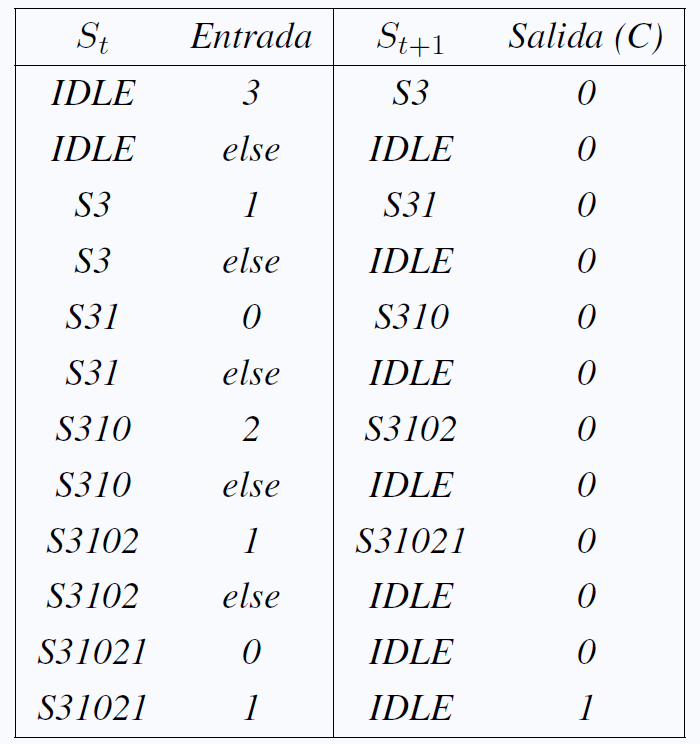 S_t Entrada S_{t+1} Salida (C)
IDLE 3 S3 0
IDLE else IDLE 0
S3 1 S31 0
S3 else IDLE 0
S31 0 S310 0
S31 else IDLE 0
S310 2 S3102 0
S310 else IDLE 0
S3102 1 S31021 0
S3102 else IDLE 0
S31021 0 IDLE 0
S31021 1 IDLE 1